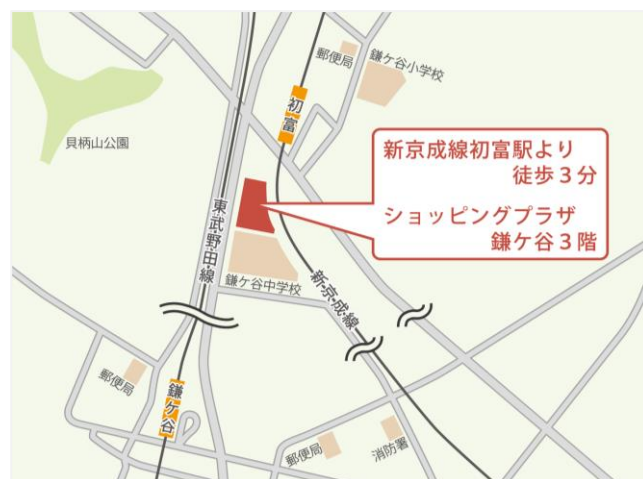 郵便局
鎌ケ谷小学校
初富
貝柄山公園
新京成線初富駅より
徒歩3分
ショッピングプラザ
鎌ケ谷3階
東武・野田線
鎌ケ谷中学校
新・京成・線
郵便局
鎌ケ谷
郵便局
消防署